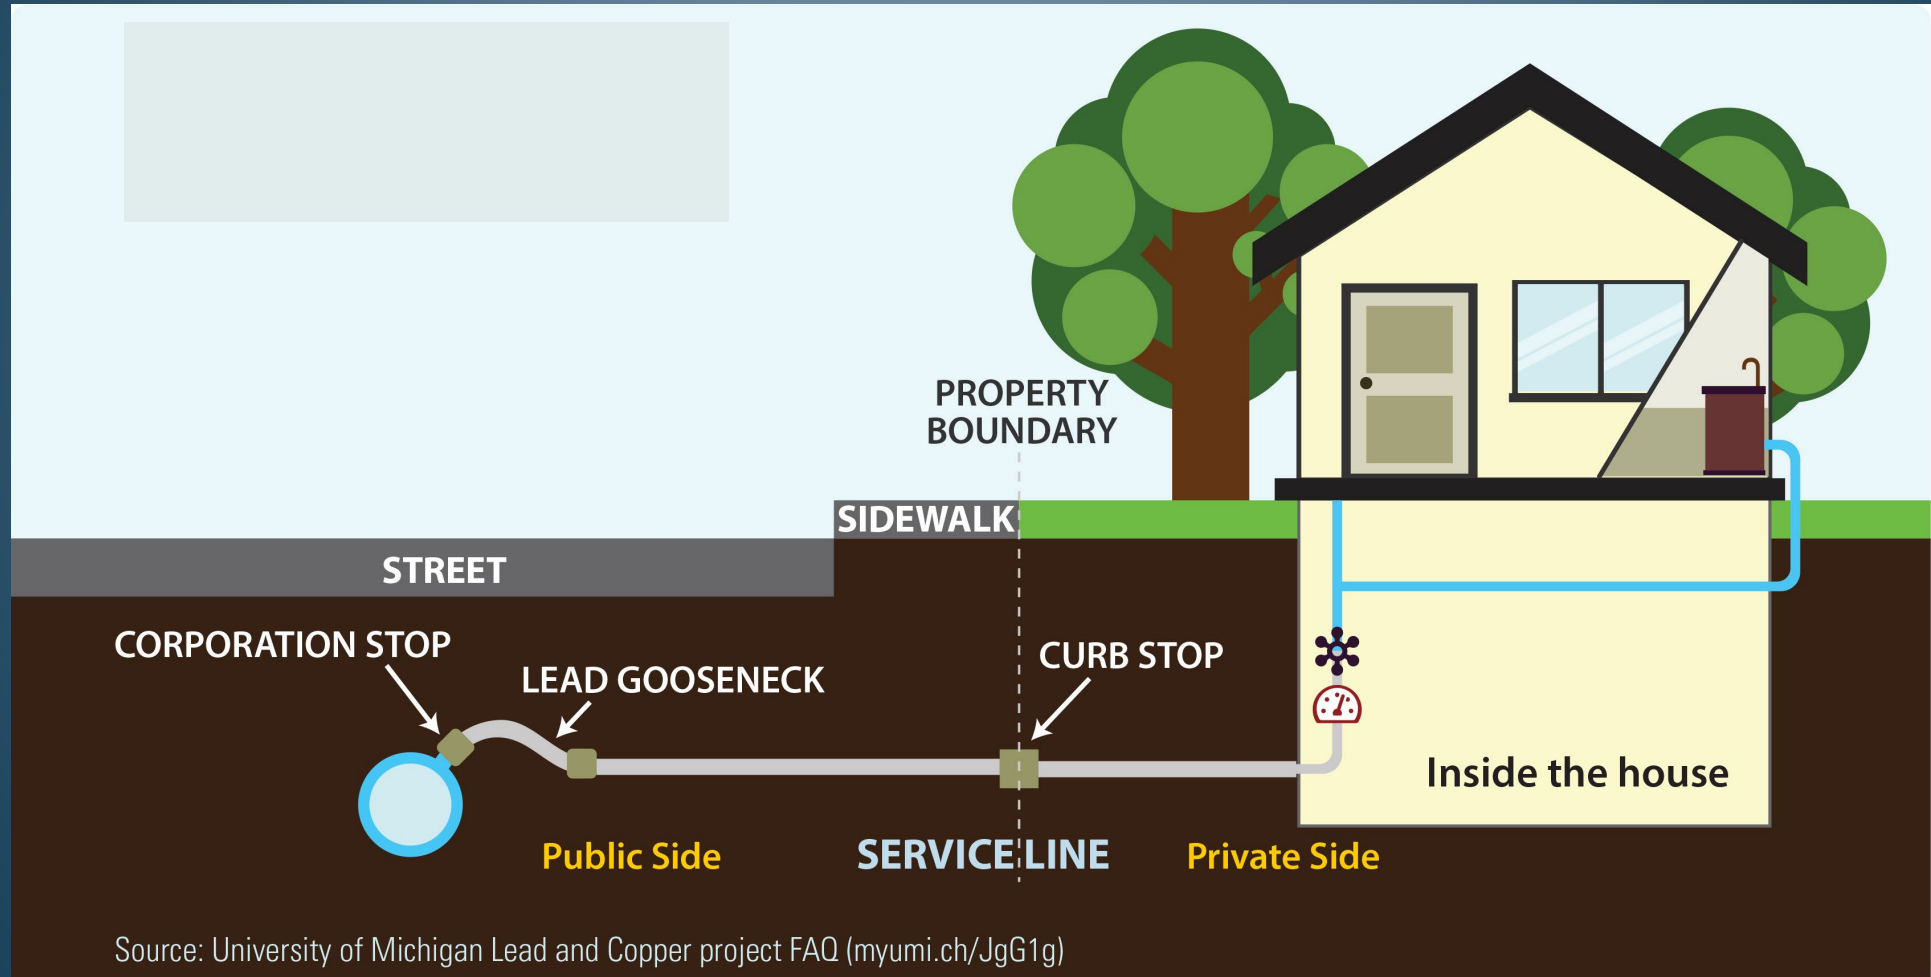 PROPERTY
BOUNDARY
SIDEWALK
STREET
CORPORATION STOP
LEAD GOOSENECK
CURB STOP
Inside the house
Public Side
SERVICE LINE
Private Side
Source: University of Michigan Lead and Copper project FAQ (myumi.ch/JgG1g)